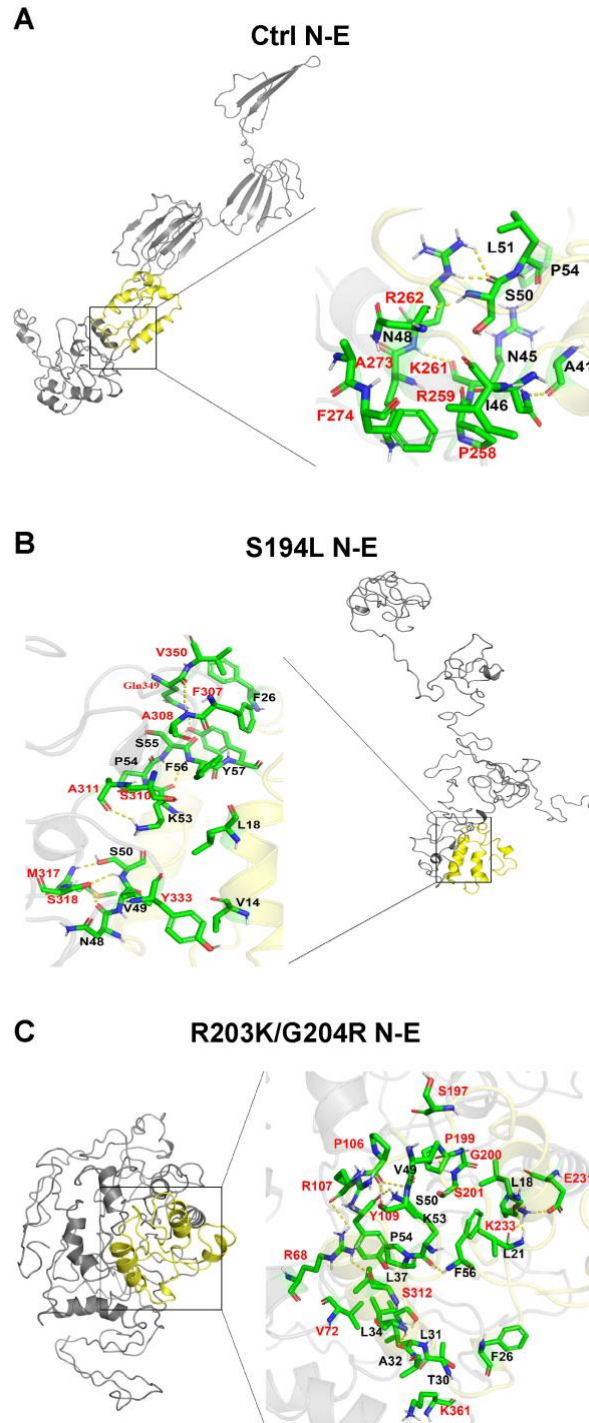 A
Ctrl N-E
L51
P54
R262
S50
N48
N45
A273
K261
A41
R259
I46
F274
P258
B
S194L N-E
V350
Gln349
F307
F26
A308
S55
P54
F56
Y57
A311
S310
K53
L18
S50
M317
S318
Y333
V49
V14
N48
C
R203K/G204R N-E
S197
P106
P199
V49
G200
R107
L18
E231
S50
S201
Y109
K53
K233
P54
L21
R68
L37
F56
S312
V72
L34
L31
A32
F26
T30
K361